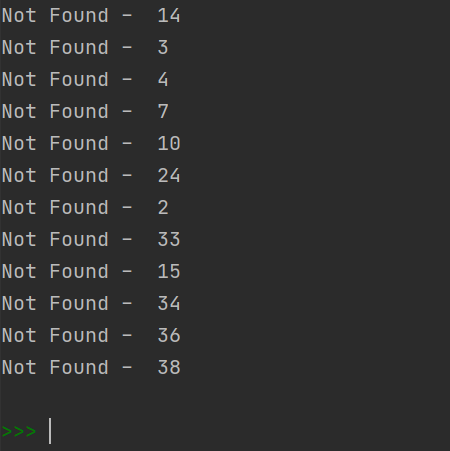 Not Found -  14
Not Found -  3
Not Found -  4
Not Found -  7
Not Found -  10
Not Found -  24
Not Found -  2
Not Found -  33
Not Found -  15
Not Found -  34
Not Found -  36
Not Found -  38
>>>